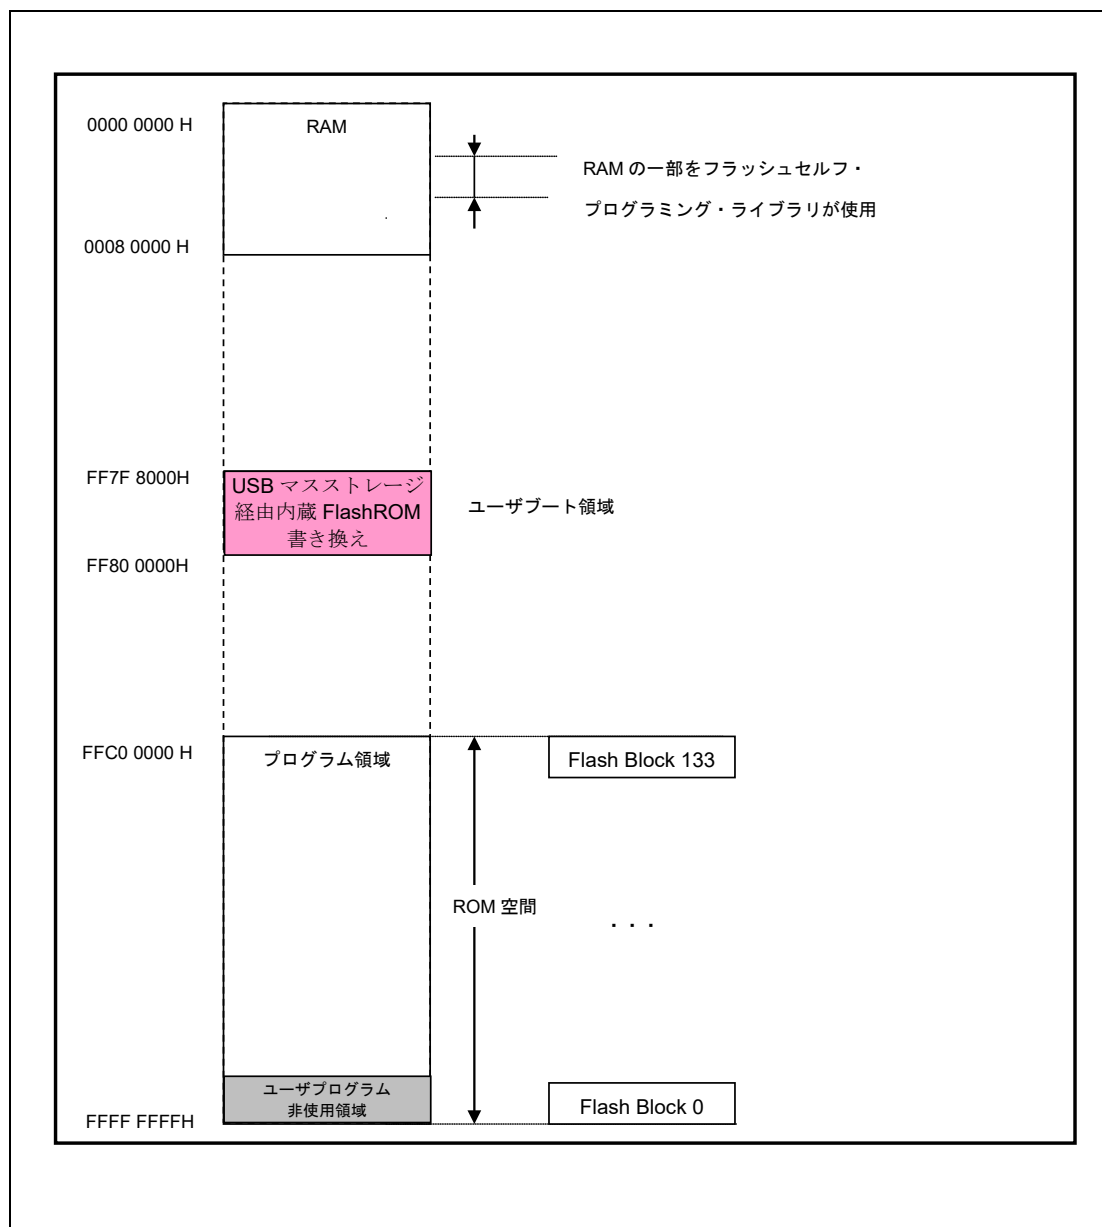 0000 0000 H
RAM
RAM の一部をフラッシュセルフ・
プログラミング・ライブラリが使用
0008 0000 H
FF7F 8000H
USB マスストレージ
経由内蔵 FlashROM
書き換え
ユーザブート領域
FF80 0000H
FFC0 0000 H
プログラム領域
Flash Block 133
ROM 空間
・・・
ユーザプログラム
非使用領域
Flash Block 0
FFFF FFFFH